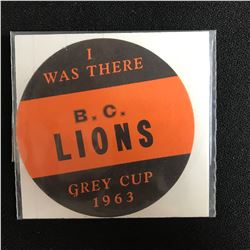 I
WAS THERE
B.C.
LIONS
GREY CUP
1963